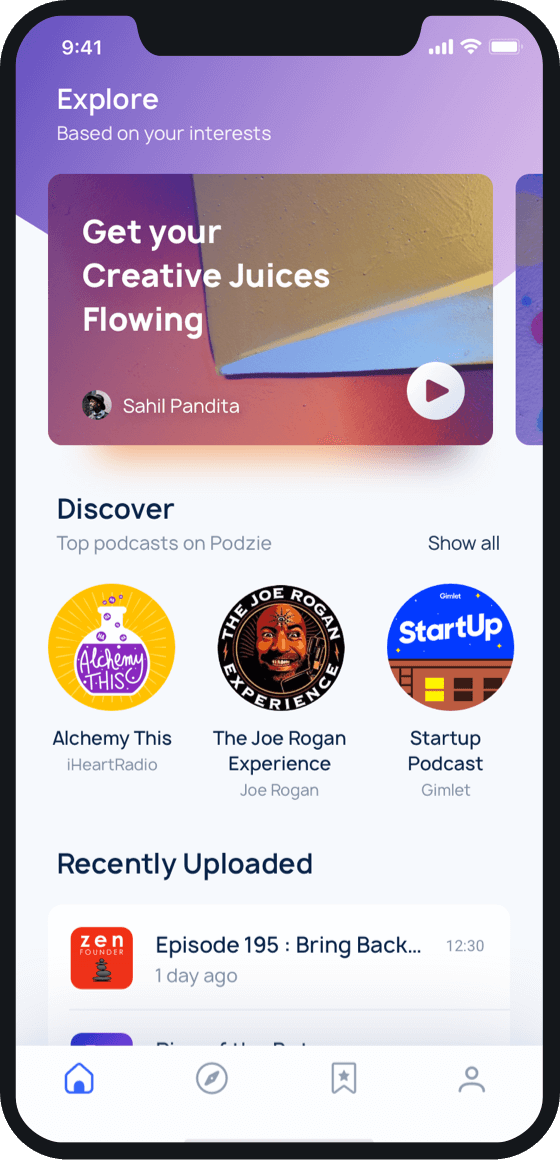 9:41
Explore
Based on your interests
Get your
Creative Juices
Flowing
Sahil Pandita
Discover
Top podcasts on Podzie
Show all
Alchemy
THIS.
THE JOE ROGAN
EXPERIENCE
Gimlet
StartUp
Alchemy This
iHeartRadio
The Joe Rogan
Experience
Joe Rogan
Startup
Podcast
Gimlet
Recently Uploaded
zen
FOUNDER
Episode 195 : Bring Back...
12:30
1 day ago